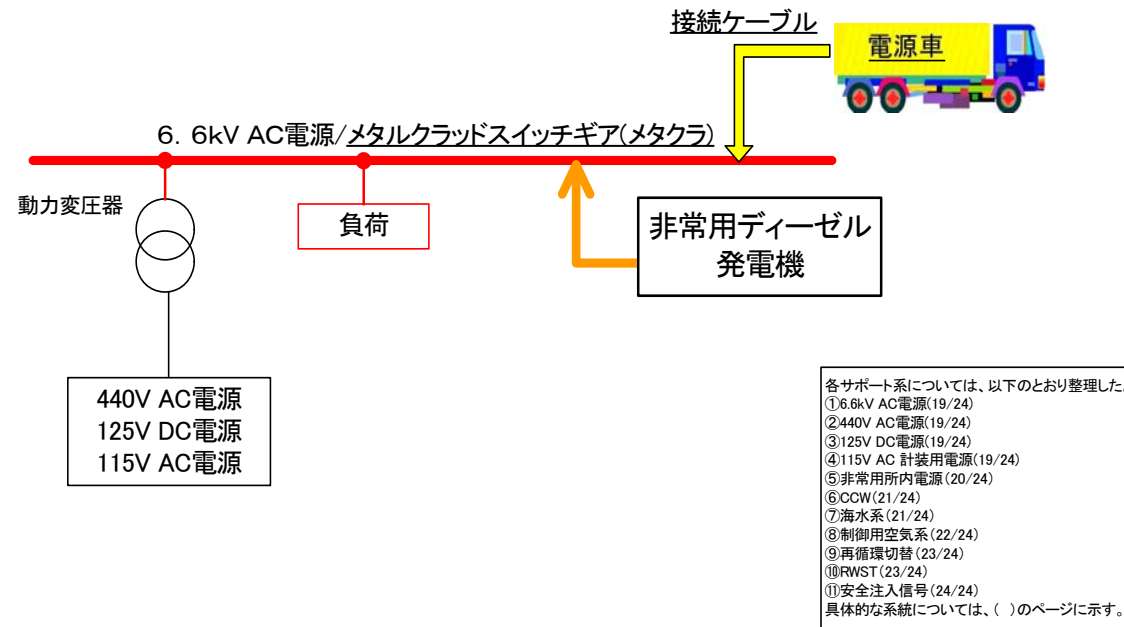 接続ケーブル
電源車
6．6kV AC電源/メタルクラッドスイッチギア(メタクラ)
動力変圧器
負荷
非常用ディーゼル
発電機
440V AC電源
125V DC電源
115V AC電源
各サポート系については、以下のとおり整理した。
①6.6kV AC電源(19/24)
②440V AC電源(19/24)
③125V DC電源(19/24)
④115V AC 計装用電源(19/24)
⑤非常用所内電源(20/24)
⑥CCW(21/24)
⑦海水系(21/24)
⑧制御用空気系(22/24)
⑨再循環切替(23/24)
⑩RWST(23/24)
⑪安全注入信号(24/24)
具体的な系統については、( )のページに示す。